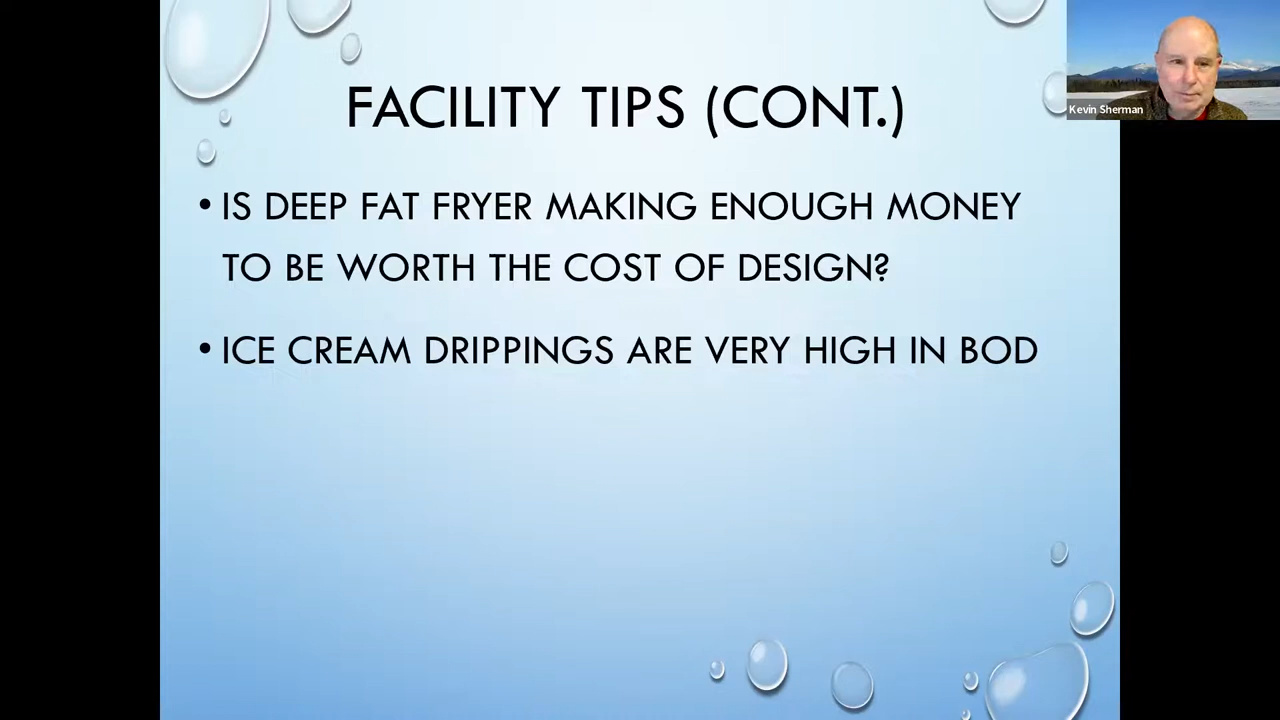 FACILITY TIPS (CONT.)
Kevin Sherman
• IS DEEP FAT FRYER MAKING ENOUGH MONEY
TO BE WORTH THE COST OF DESIGN?
• ICE CREAM DRIPPINGS ARE VERY HIGH IN BOD